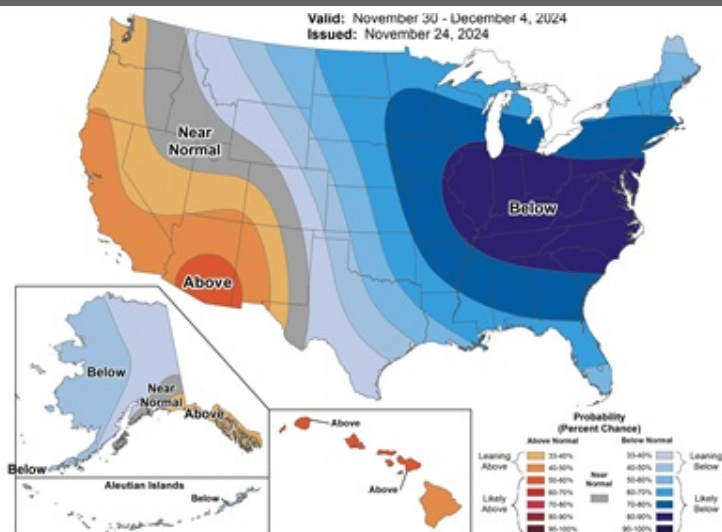 Valid: November 30 - December 4, 2024
Issued: November 24, 2024
Near
Normal
Below
Above
Below
Near
Normal
Above
Below
Aleutian Islands
Below
Above
Above
Probability
(Percent Chance)
Above Normal
Below Normal
Leaning
Above
33-40%
40-50%
50-60%
60-70%
70-80%
80-90%
90-100%
Likely
Above
Near
Normal
33-40%
40-50%
50-60%
60-70%
70-80%
80-90%
90-100%
Leaning
Below
Likely
Below